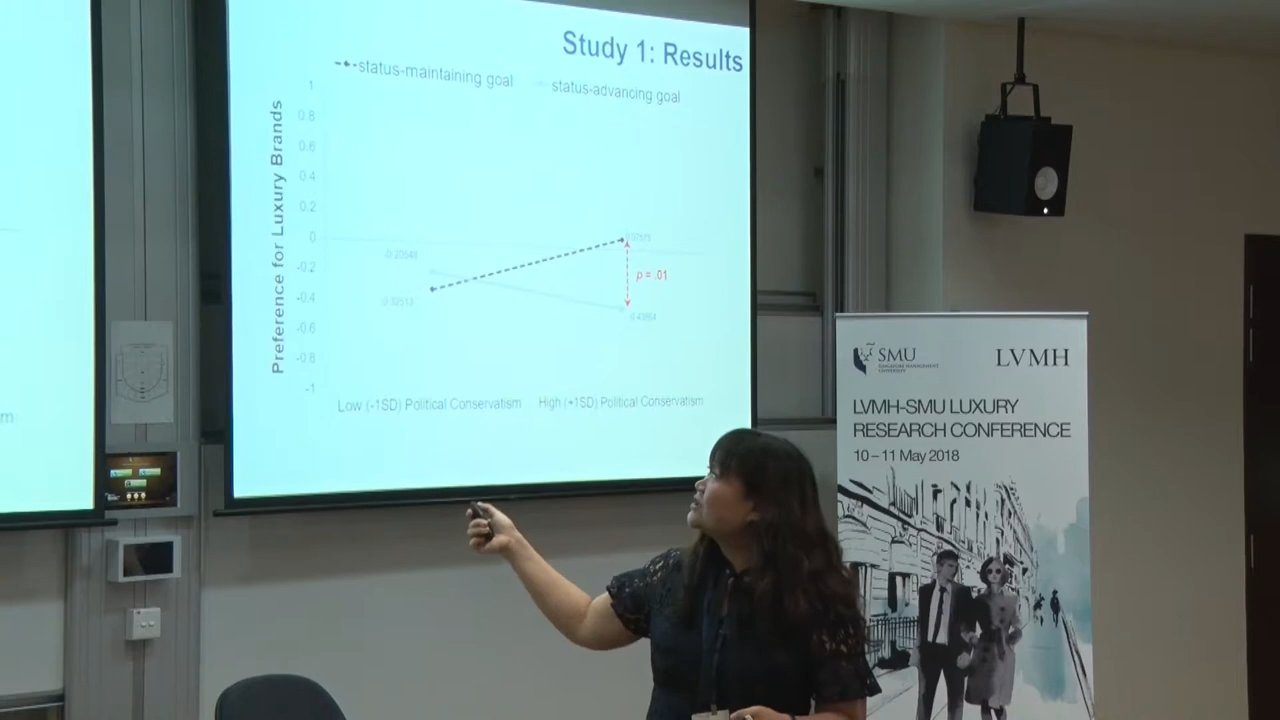 Study 1: Results
status-maintaining goal
status-advancing goal
Preference for Luxury Brands
1
0.8
0.6
0.4
0.2
0
-0.2
-0.4
-0.6
-0.8
-1
p = .01
Low (-1SD) Political Conservatism
High (+1SD) Political Conservatism
SMU
SINGAPORE MANAGEMENT
UNIVERSITY
LVMH
LVMH-SMU LUXURY
RESEARCH CONFERENCE
10 – 11 May 2018